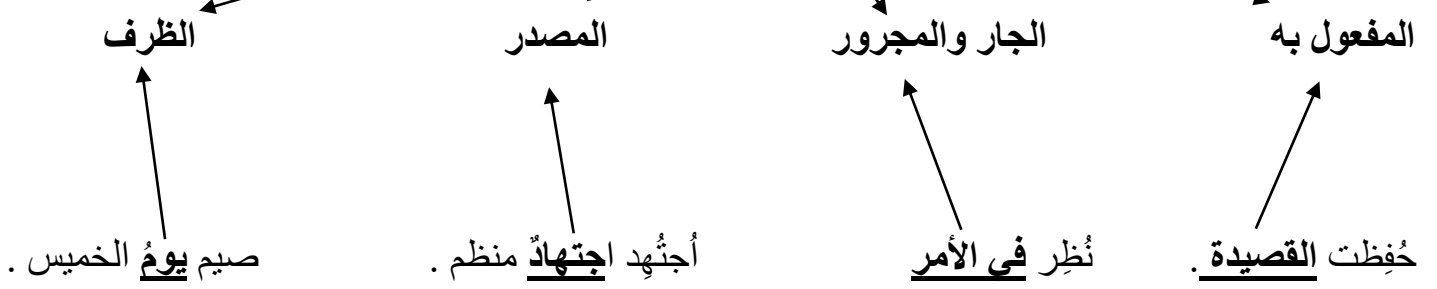 المفعول به الجار والمجرور المصدر الظرف
حُفِظت القصيدة . نُظِر في الأمر أُجتُهِد اجتهادٌ منظم . صيم يومُ الخميس .